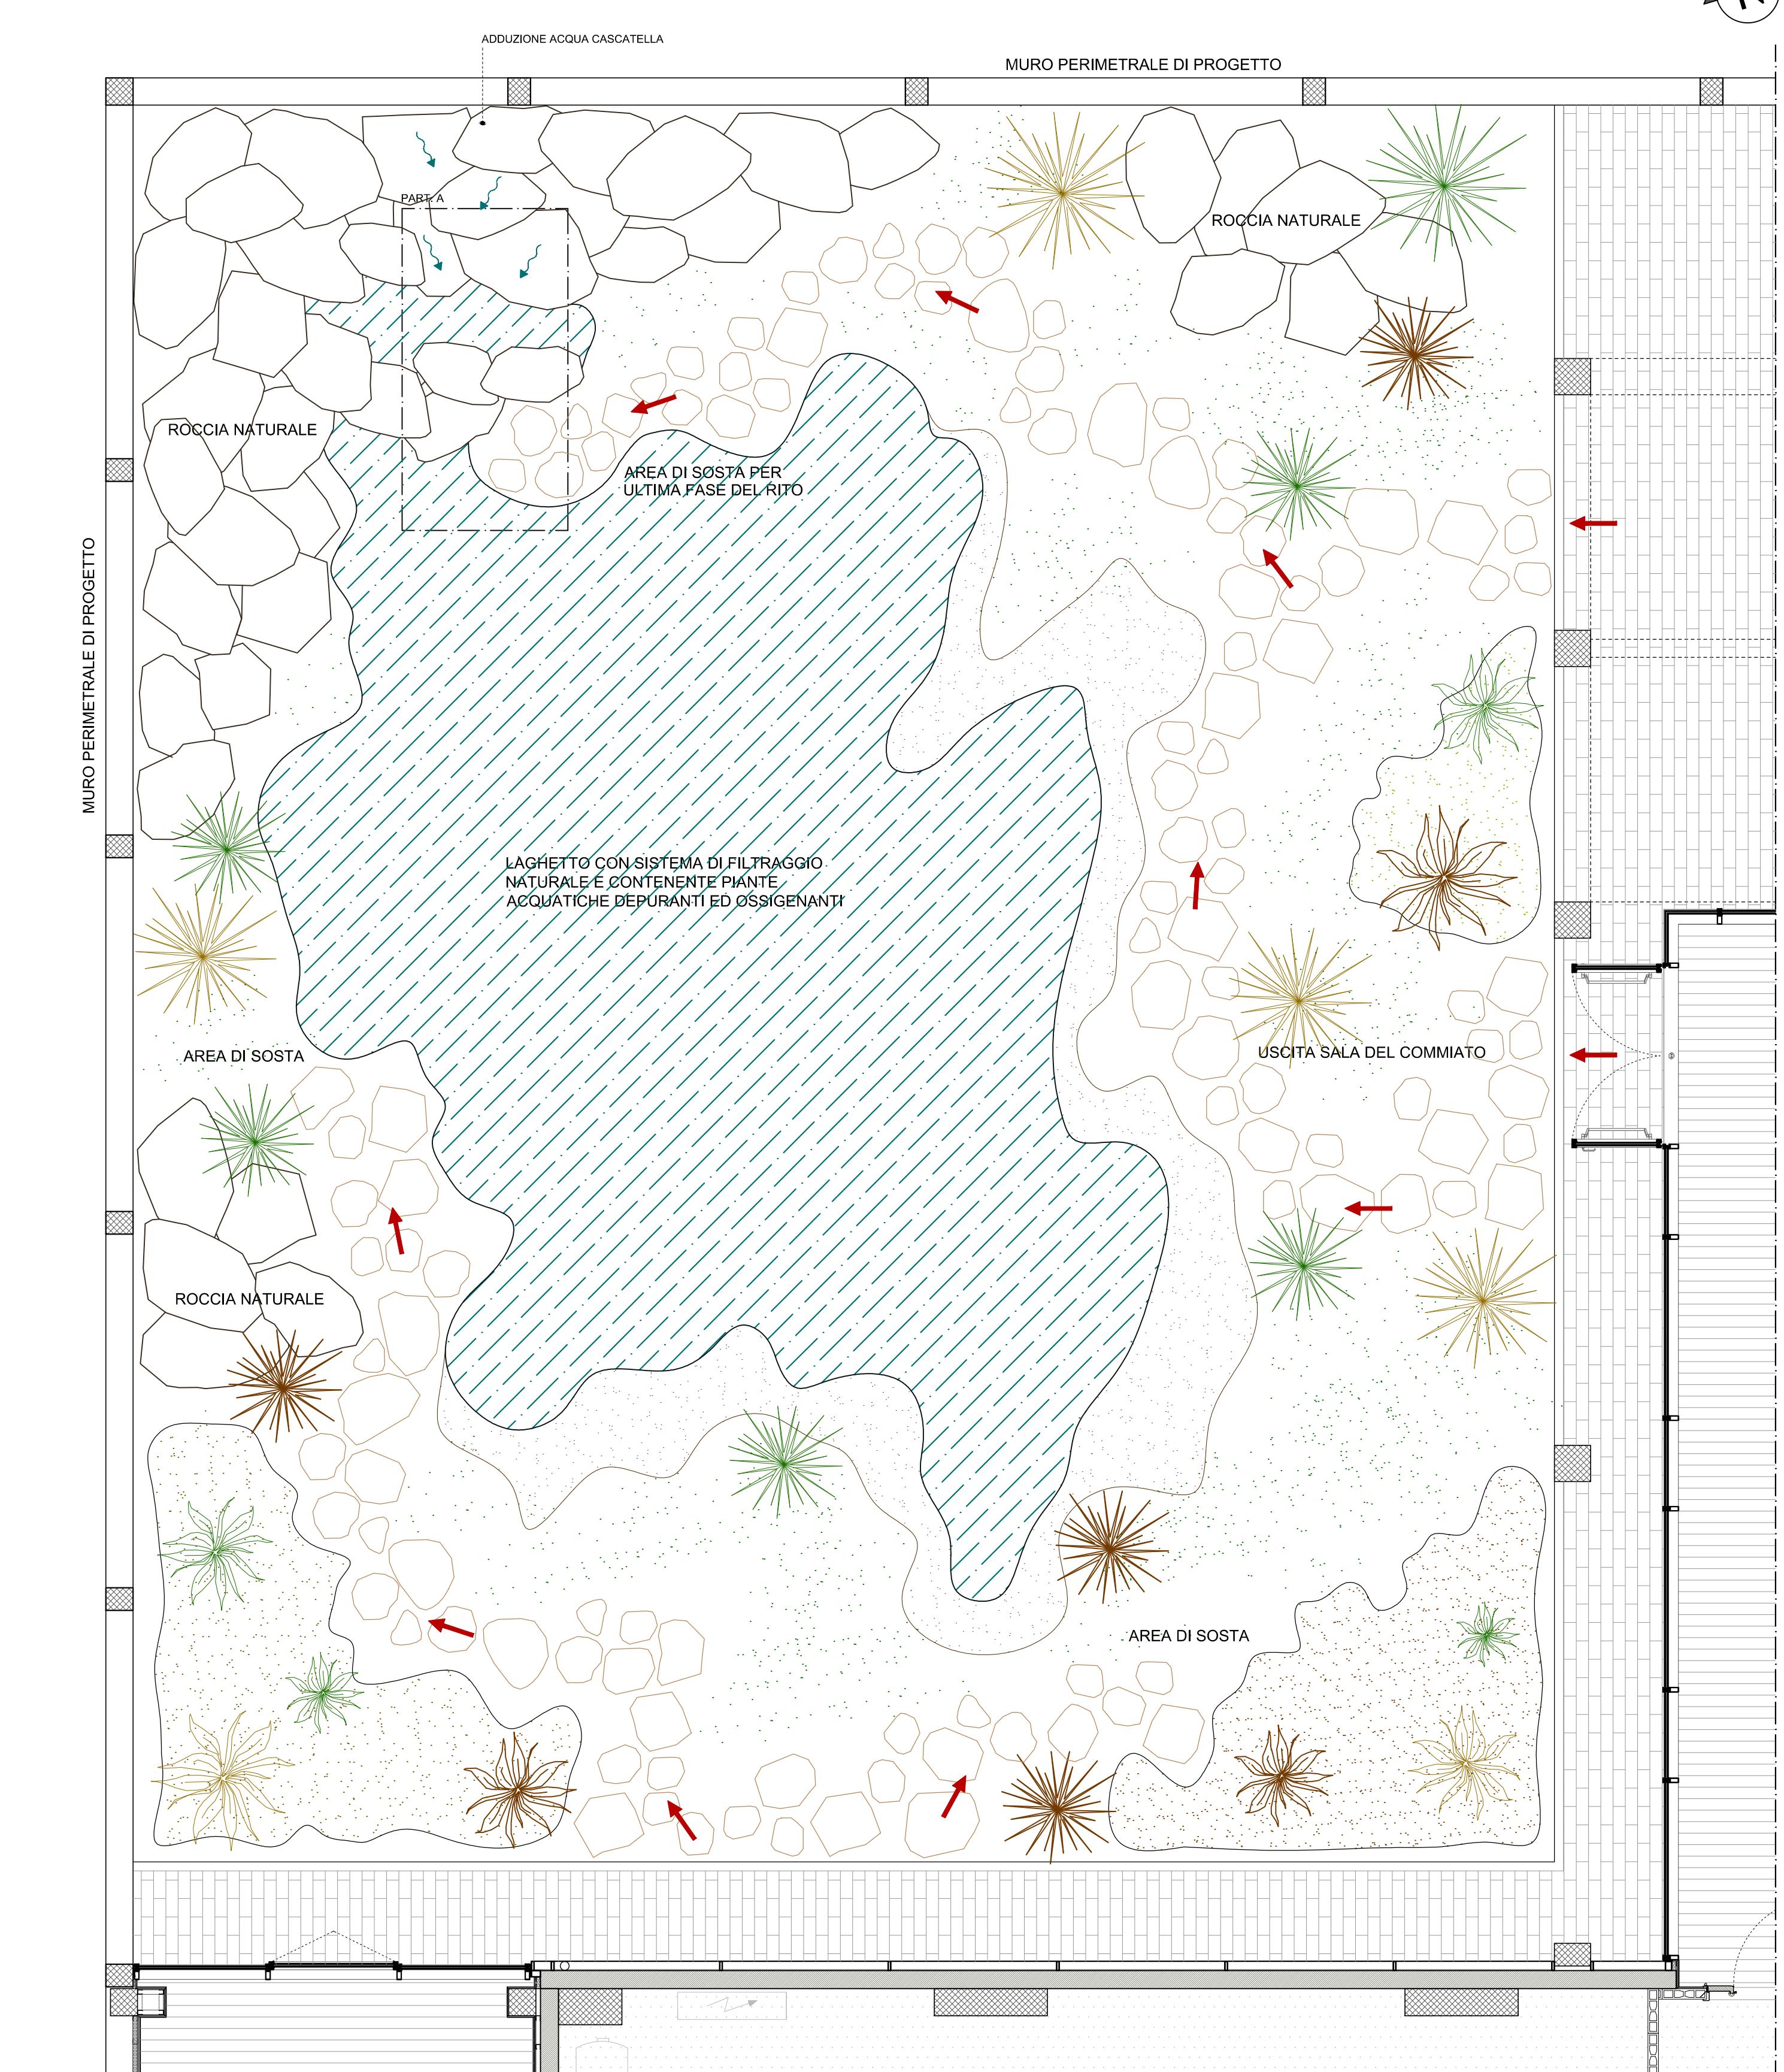 ADDUZIONE ACQUA CASCATELLA
MURO PERIMETRALE DI PROGETTO
PART. A
ROCCIA NATURALE
ROCCIA NATURALE
AREA DI SOSTA PER
ULTIMA FASE DEL RITO
MURO PERIMETRALE DI PROGETTO
LAGHETTO CON SISTEMA DI FILTRAGGIO
NATURALE E CONTENENTE PIANTE
ACQUATICHE DEPURANTI ED OSSIGENANTI
AREA DI SOSTA
USCITA SALA DEL COMMIATO
ROCCIA NATURALE
AREA DI SOSTA